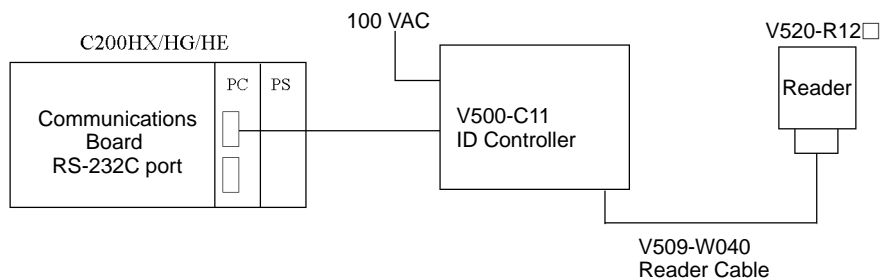 100 VAC
V520-R12□
C200HX/HG/HE
PC
PS
Communications
Board
RS-232C port
V500-C11
ID Controller
Reader
V509-W040
Reader Cable